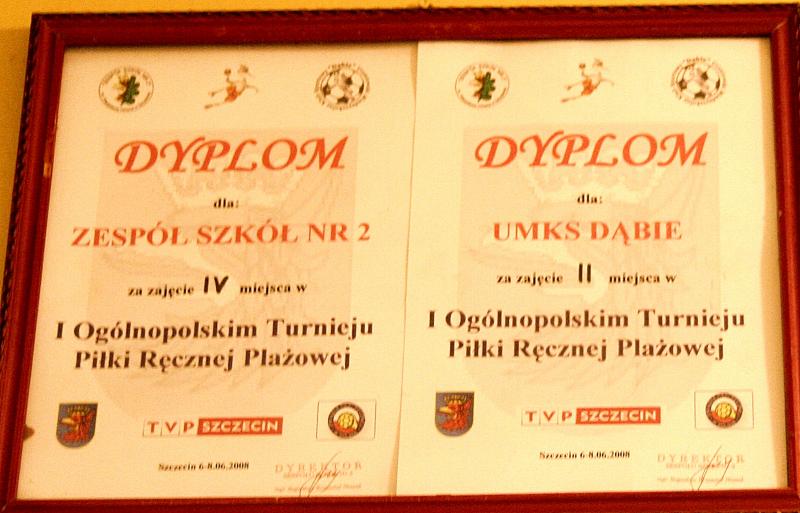 DYPLOM
dla:
ZESPÓŁ SZKÓŁ NR 2
za zajęcie IV miejsca w
I Ogólnopolskim Turnieju
Piłki Ręcznej Plażowej
TVP SZCZECIN
Szczecin 6-8.06.2008
DYREKTOR
DYPLOM
dla:
UMKS DĄBIE
za zajęcie II miejsca w
I Ogólnopolskim Turnieju
Piłki Ręcznej Plażowej
TVP SZCZECIN
Szczecin 6-8.06.2008
DYREKTOR